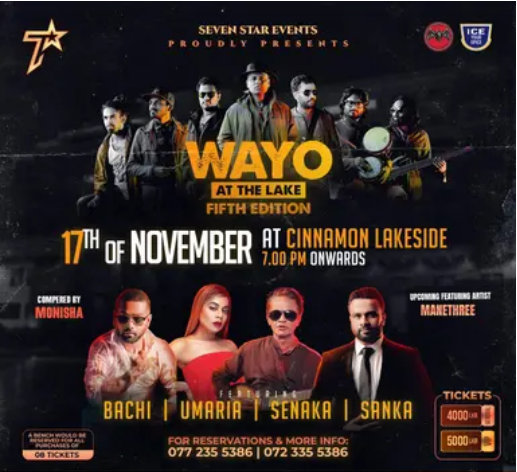 SEVEN STAR EVENTS
PROUDLY PRESENTS
ICE
WAYO
AT THE LAKE
FIFTH EDITION
17TH OF NOVEMBER
AT CINNAMON LAKESIDE
7.00 PM ONWARDS
COMPERED BY
MONISHA
UPCOMING FEATURING ARTIST
MANETHREE
FEATURING
BACHI | UMARIA | SENAKA | SANKA
A BENCH WOULD BE
RESERVED FOR ALL
PURCHASES OF
08 TICKETS
FOR RESERVATIONS & MORE INFO:
077 235 5386 | 072 335 5386
TICKETS
4000
5000